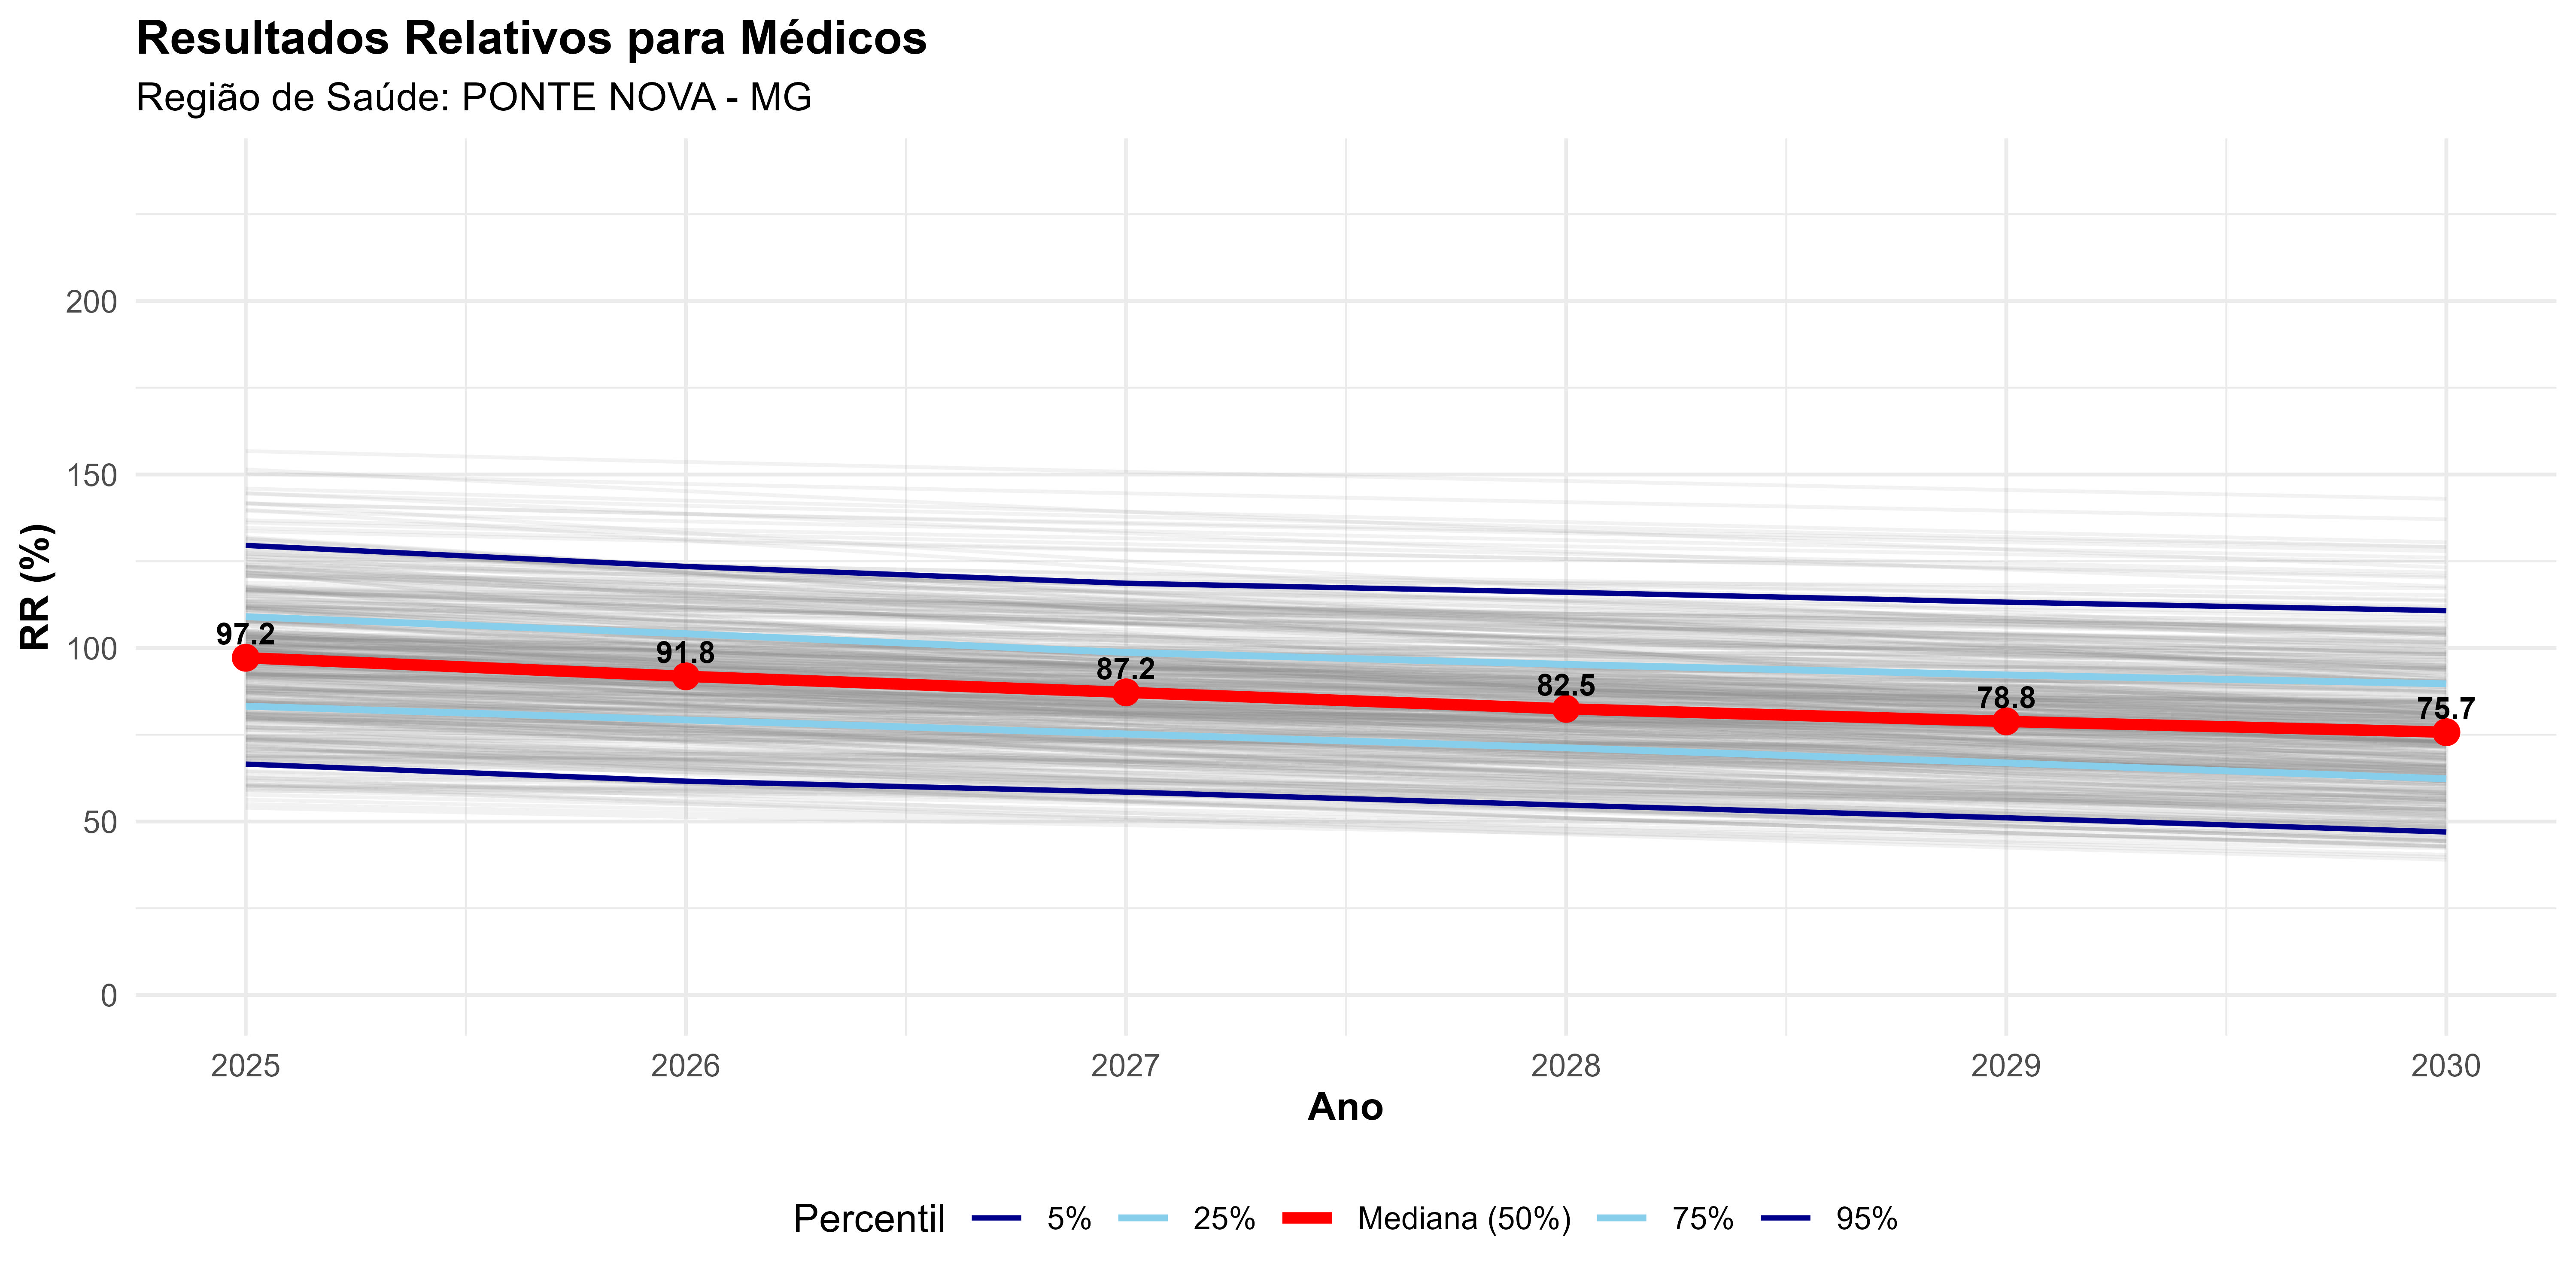 Resultados Relativos para Médicos
Região de Saúde: PONTE NOVA - MG
RR (%)
200
150
100
50
0
97.2
91.8
87.2
82.5
78.8
75.7
2025 2026 2027 2028 2029 2030
Ano
Percentil 5% 25% Mediana (50%) 75% 95%